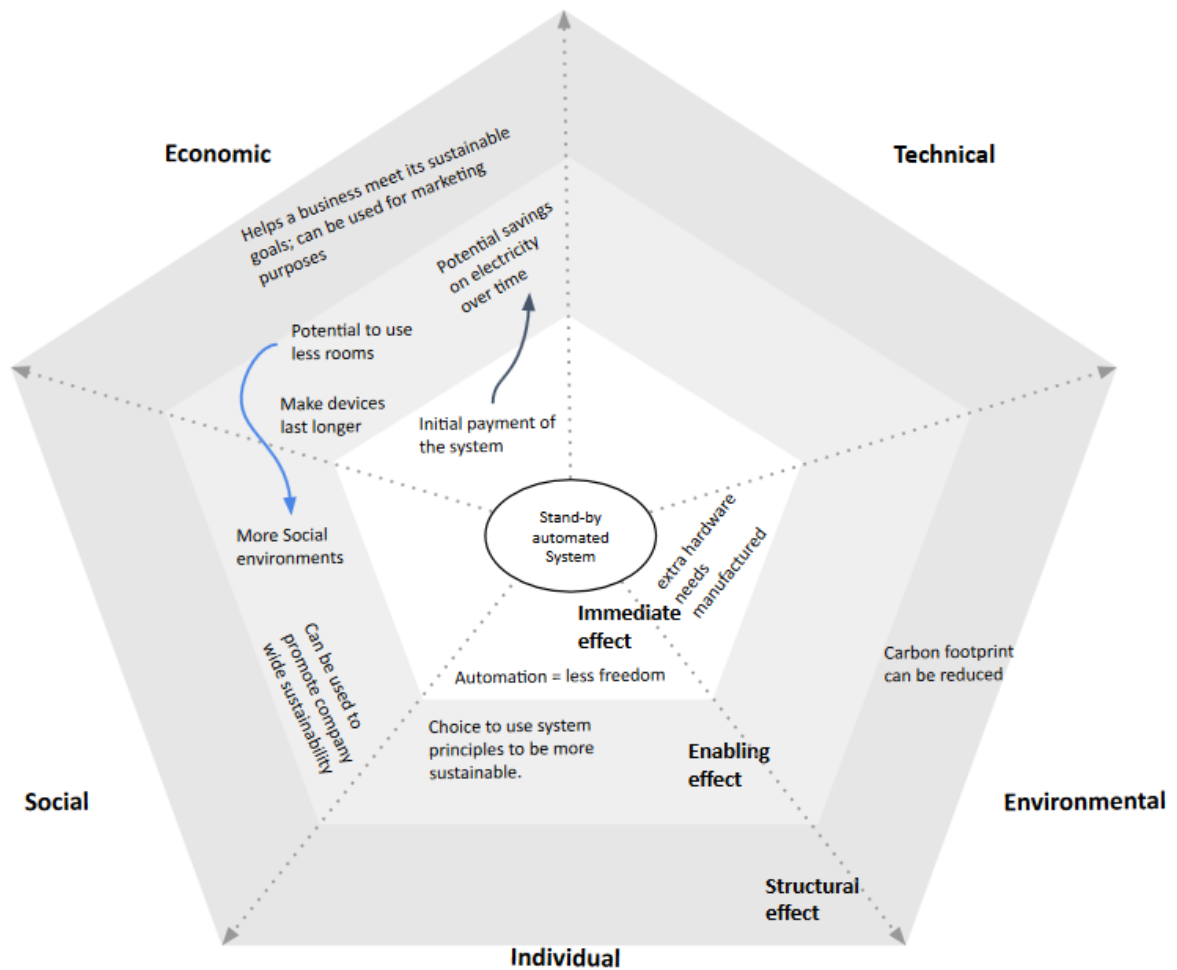 Economic
Technical
Helps a business meet its sustainable
goals; can be used for marketing
purposes
Potential savings
on electricity
over time
Potential to use
less rooms
Make devices
last longer
Initial payment of
the system
Stand-by
automated
System
extra hardware
needs
manufactured
More Social
environments
Immediate
effect
Can be used to
promote company
wide sustainability
Automation = less freedom
Carbon footprint
can be reduced
Choice to use system
principles to be more
sustainable.
Enabling
effect
Social
Environmental
Structural
effect
Individual